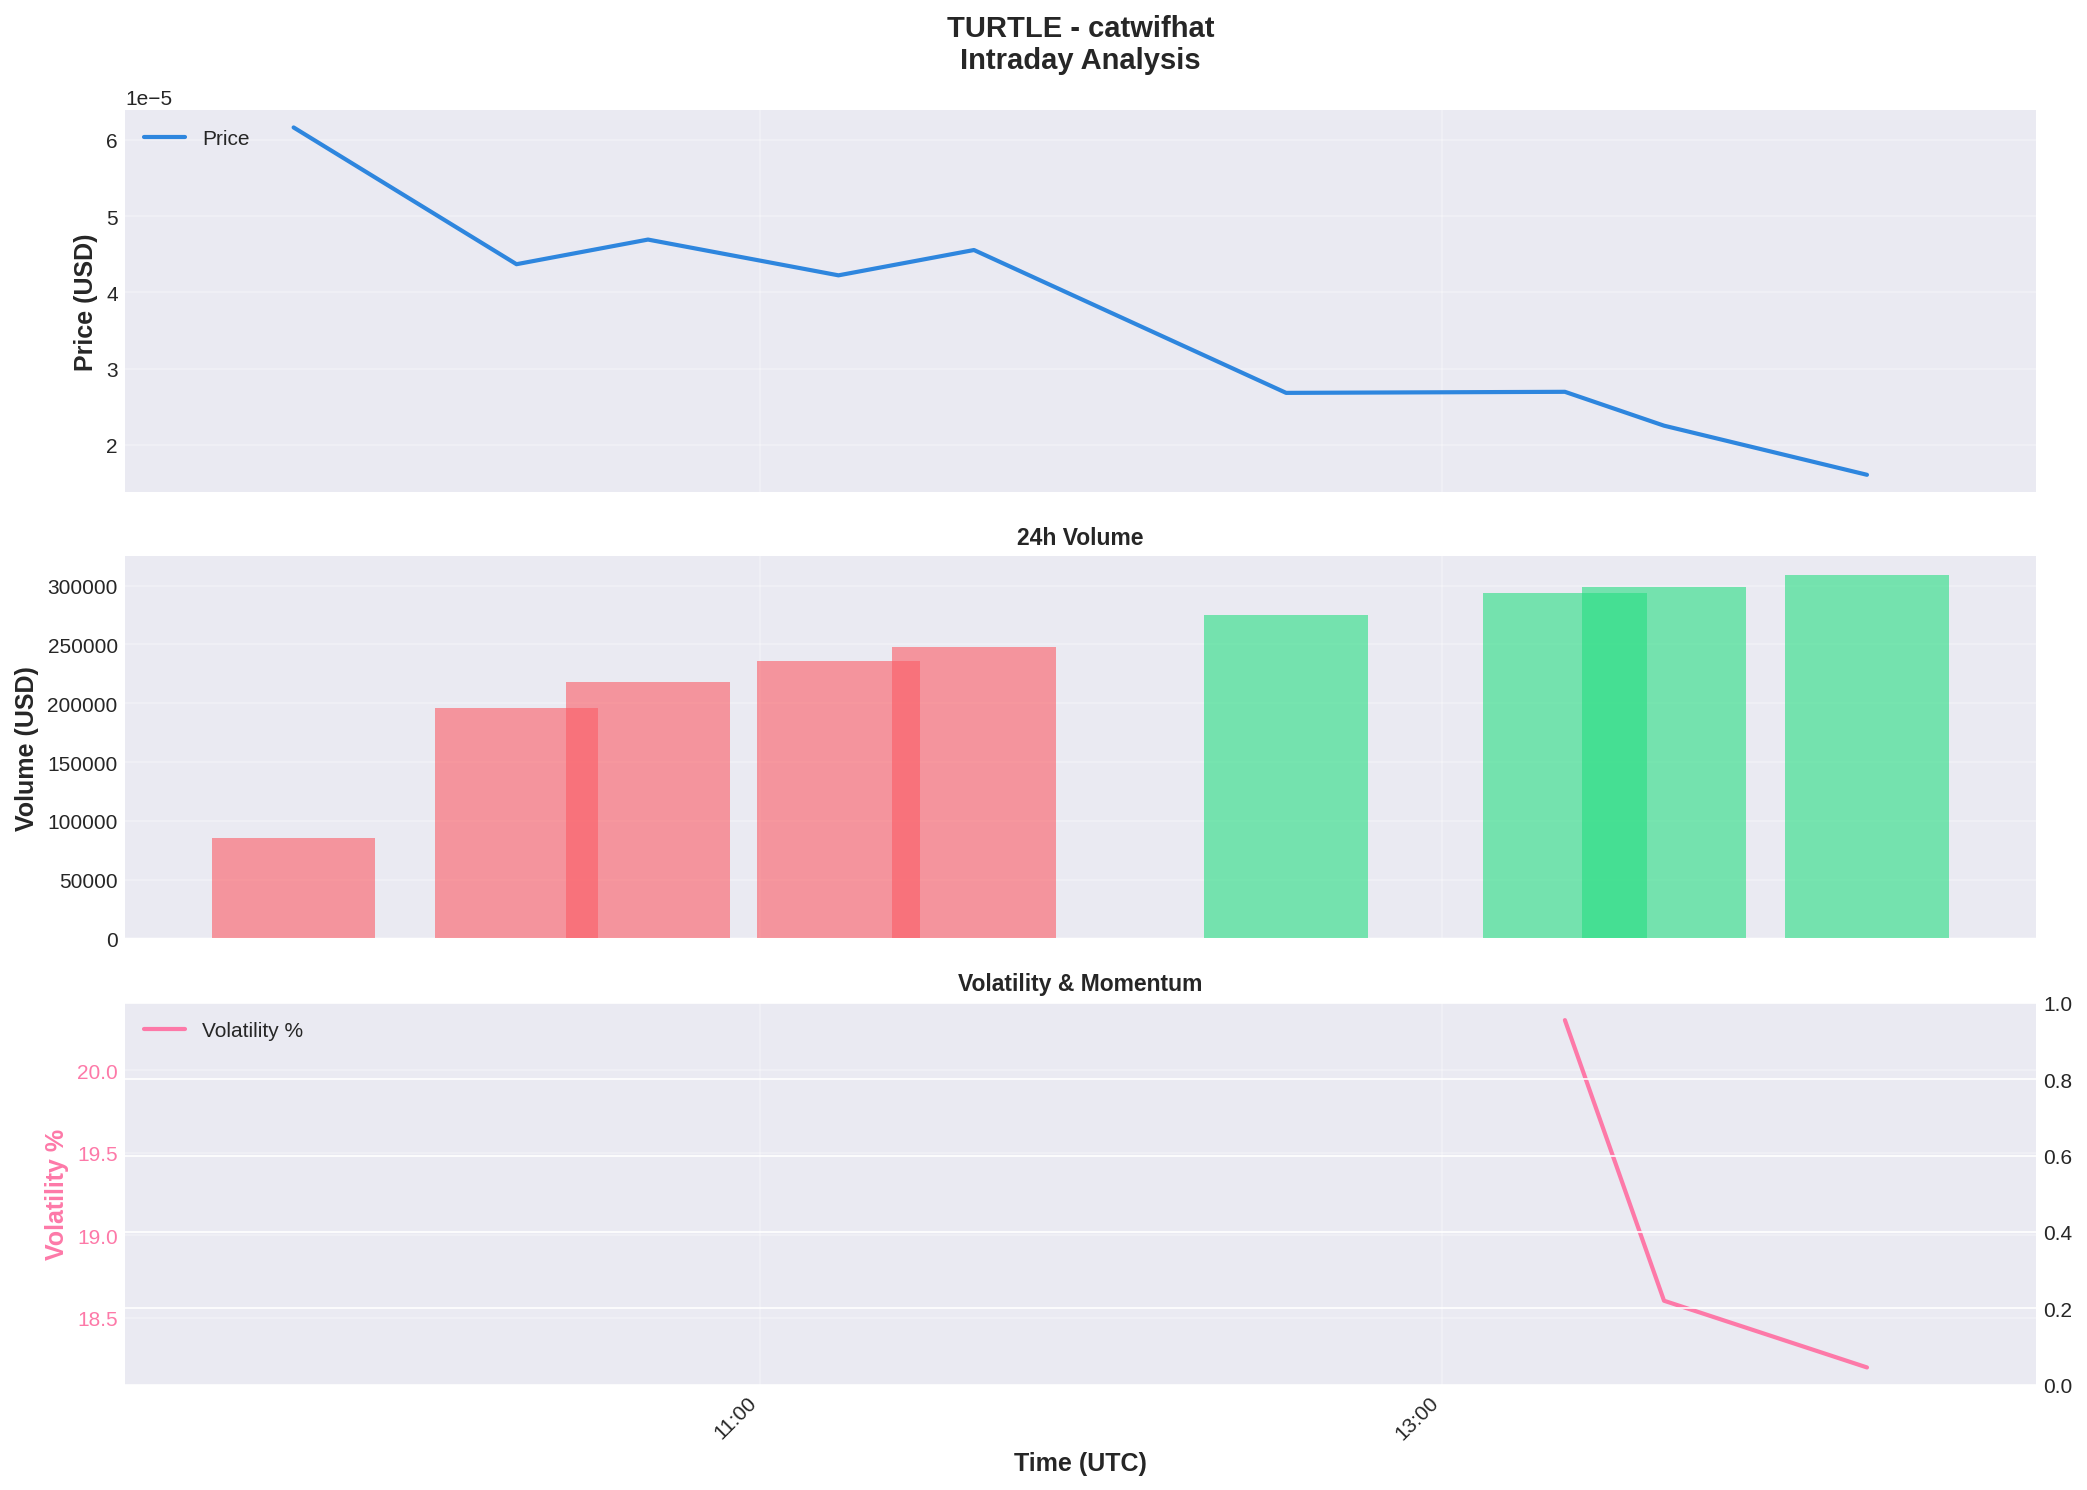 TURTLE - catwifhat
Intraday Analysis
1e−5
Price
6
5
4
3
2
Price (USD)
24h Volume
300000
250000
200000
150000
100000
50000
0
Volume (USD)
Volatility & Momentum
Volatility %
20.0
19.5
19.0
18.5
Volatility %
1.0
0.8
0.6
0.4
0.2
0.0
11:00
13:00
Time (UTC)